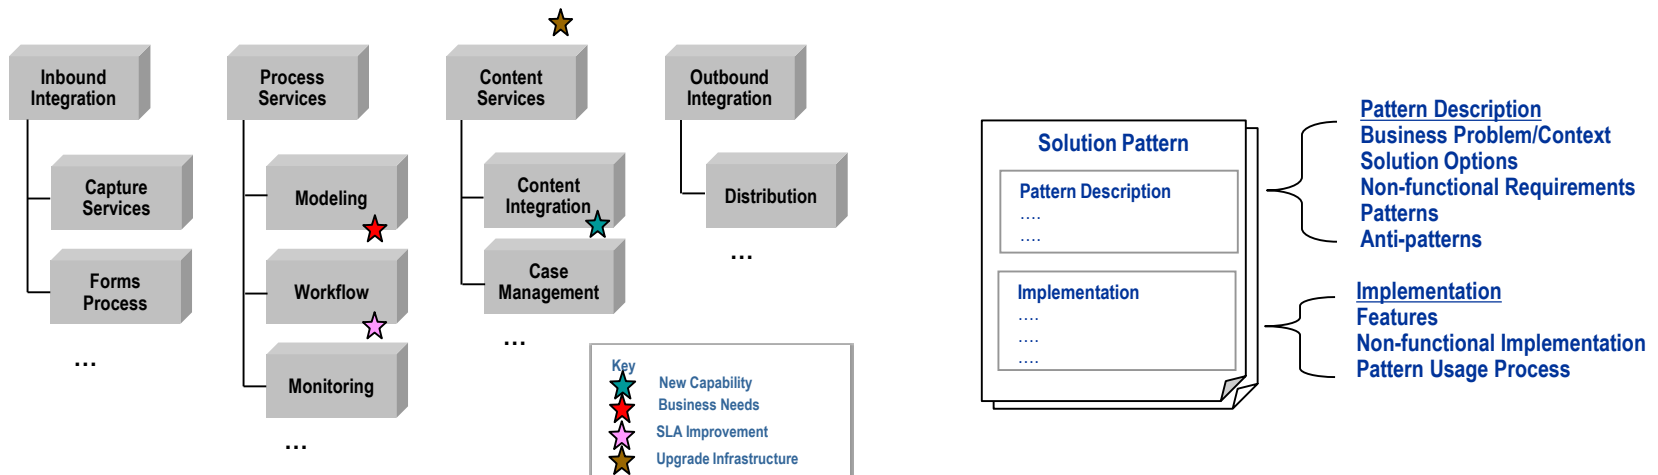 Inbound
Integration
Capture
Services
Forms
Process
...
Process
Services
Modeling
Workflow
Monitoring
...
Content
Services
Content
Integration
Case
Management
...
Outbound
Integration
Distribution
...
Key
New Capability
Business Needs
SLA Improvement
Upgrade Infrastructure
Solution Pattern
Pattern Description
....
....
Implementation
....
....
....
Pattern Description
Business Problem/Context
Solution Options
Non-functional Requirements
Patterns
Anti-patterns
Implementation
Features
Non-functional Implementation
Pattern Usage Process